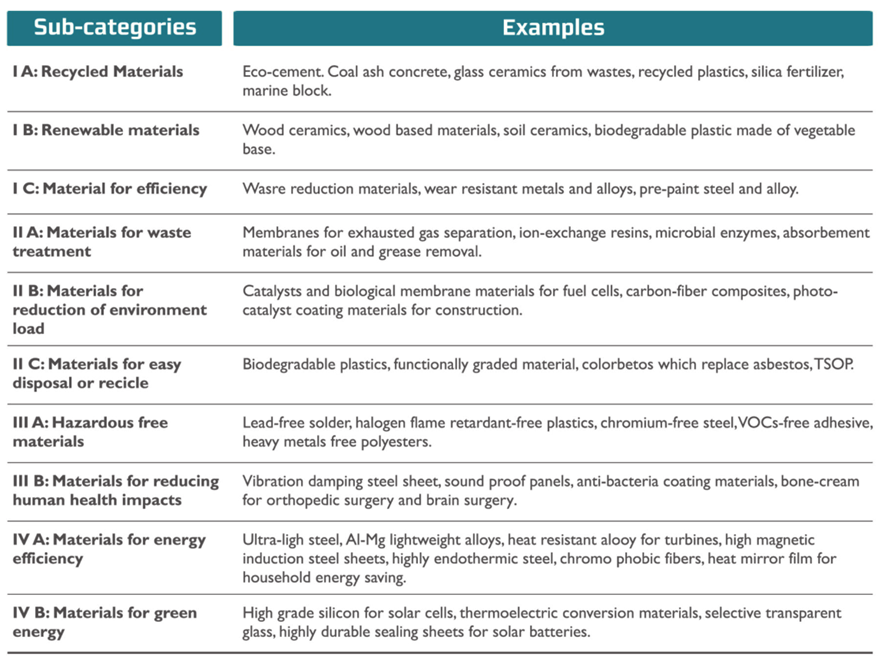 Sub-categories
Examples
I A: Recycled Materials
Eco-cement. Coal ash concrete, glass ceramics from wastes, recycled plastics, silica fertilizer,
marine block.
I B: Renewable materials
Wood ceramics, wood based materials, soil ceramics, biodegradable plastic made of vegetable
base.
I C: Material for efficiency
Wasre reduction materials, wear resistant metals and alloys, pre-paint steel and alloy.
II A: Materials for waste
treatment
Membranes for exhausted gas separation, ion-exchange resins, microbial enzymes, absorbement
materials for oil and grease removal.
II B: Materials for
reduction of environment
load
Catalysts and biological membrane materials for fuel cells, carbon-fiber composites, photo-
catalyst coating materials for construction.
II C: Materials for easy
disposal or recicle
Biodegradable plastics, functionally graded material, colorbetos which replace asbestos, TSOP.
III A: Hazardous free
materials
Lead-free solder, halogen flame retardant-free plastics, chromium-free steel, VOCs-free adhesive,
heavy metals free polyesters.
III B: Materials for reducing
human health impacts
Vibration damping steel sheet, sound proof panels, anti-bacteria coating materials, bone-cream
for orthopedic surgery and brain surgery.
IV A: Materials for energy
efficiency
Ultra-ligh steel, Al-Mg lightweight alloys, heat resistant alooy for turbines, high magnetic
induction steel sheets, highly endothermic steel, chromo phobic fibers, heat mirror film for
household energy saving.
IV B: Materials for green
energy
High grade silicon for solar cells, thermoelectric conversion materials, selective transparent
glass, highly durable sealing sheets for solar batteries.